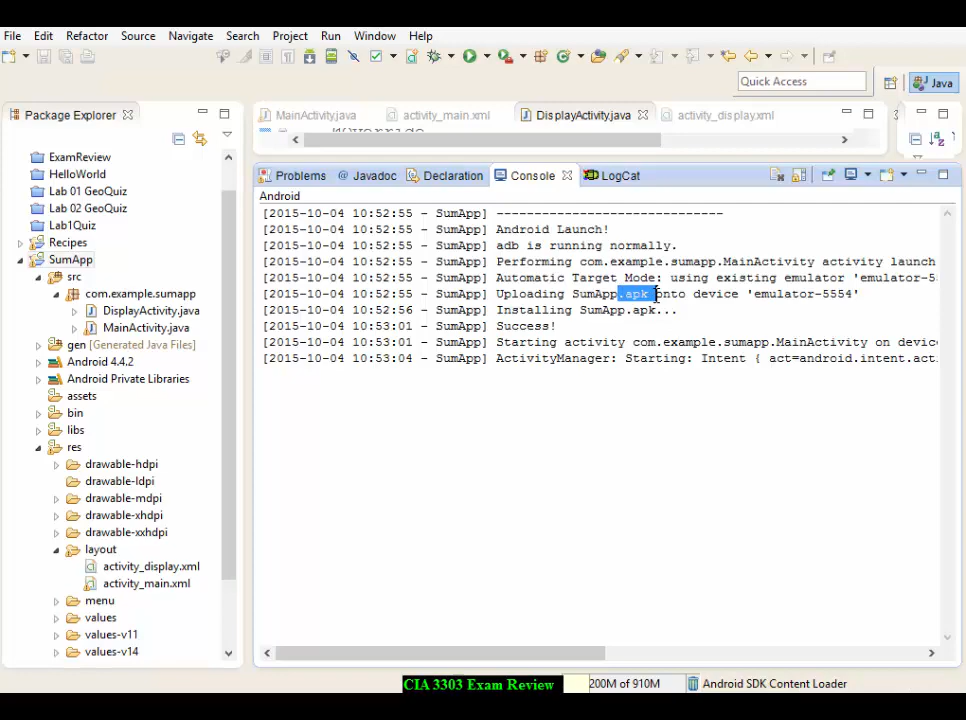 File Edit Refactor Source Navigate Search Project Run Window Help
Quick Access
Java
Package Explorer
MainActivity.java activity_main.xml DisplayActivity.java activity_display.xml
ExamReview
HelloWorld
Lab 01 GeoQuiz
Lab 02 GeoQuiz
Lab1Quiz
Recipes
SumApp
src
com.example.sumapp
DisplayActivity.java
MainActivity.java
gen [Generated Java Files]
Android 4.4.2
Android Private Libraries
assets
bin
libs
res
drawable-hdpi
drawable-ldpi
drawable-mdpi
drawable-xhdpi
drawable-xxhdpi
layout
activity_display.xml
activity_main.xml
menu
values
values-v11
values-v14
Problems @ Javadoc Declaration Console LogCat
Android
[2015-10-04 10:52:55 - SumApp] ------------------------------
[2015-10-04 10:52:55 - SumApp] Android Launch!
[2015-10-04 10:52:55 - SumApp] adb is running normally.
[2015-10-04 10:52:55 - SumApp] Performing com.example.sumapp.MainActivity activity launch
[2015-10-04 10:52:55 - SumApp] Automatic Target Mode: using existing emulator 'emulator-5
[2015-10-04 10:52:55 - SumApp] Uploading SumApp.apk onto device 'emulator-5554'
[2015-10-04 10:52:56 - SumApp] Installing SumApp.apk...
[2015-10-04 10:53:01 - SumApp] Success!
[2015-10-04 10:53:01 - SumApp] Starting activity com.example.sumapp.MainActivity on devic
[2015-10-04 10:53:04 - SumApp] ActivityManager: Starting: Intent { act=android.intent.act
CIA 3303 Exam Review
200M of 910M
Android SDK Content Loader